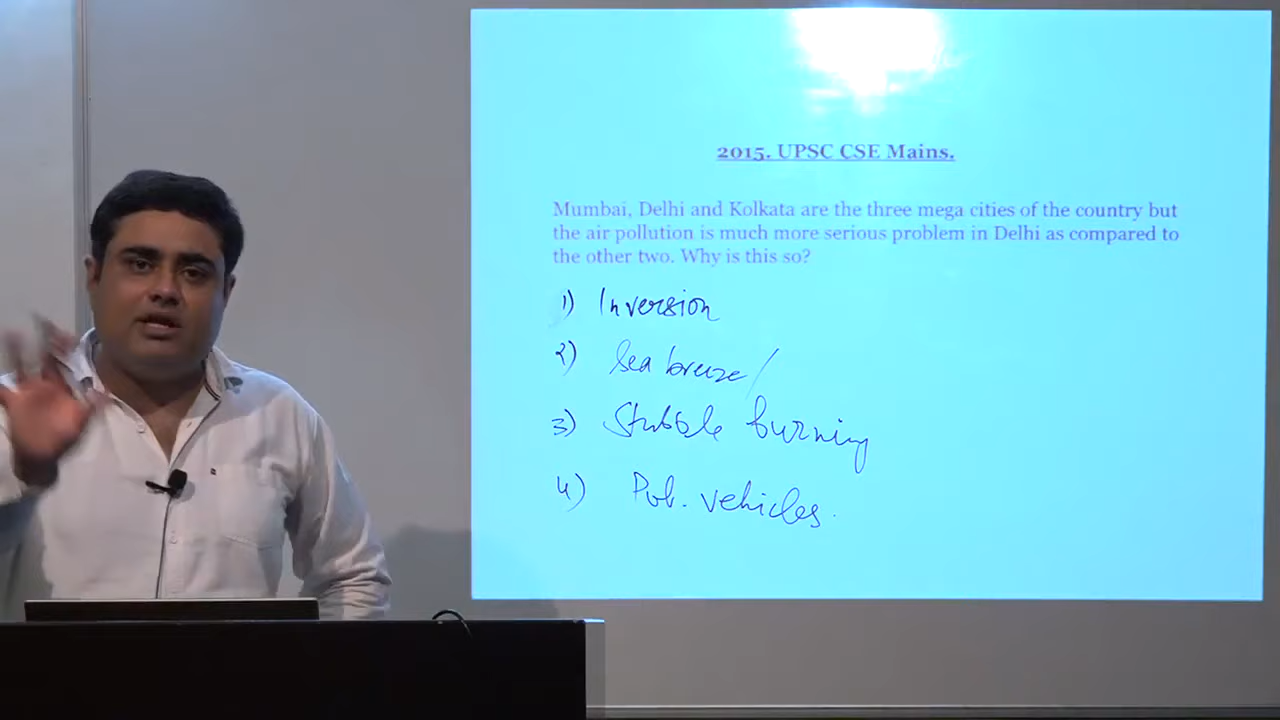 2015. UPSC CSE Mains.
Mumbai, Delhi and Kolkata are the three mega cities of the country but
the air pollution is much more serious problem in Delhi as compared to
the other two. Why is this so?
1) Inversion
2) Sea breeze/
3) Stubble burning
4) Pvt. vehicles.